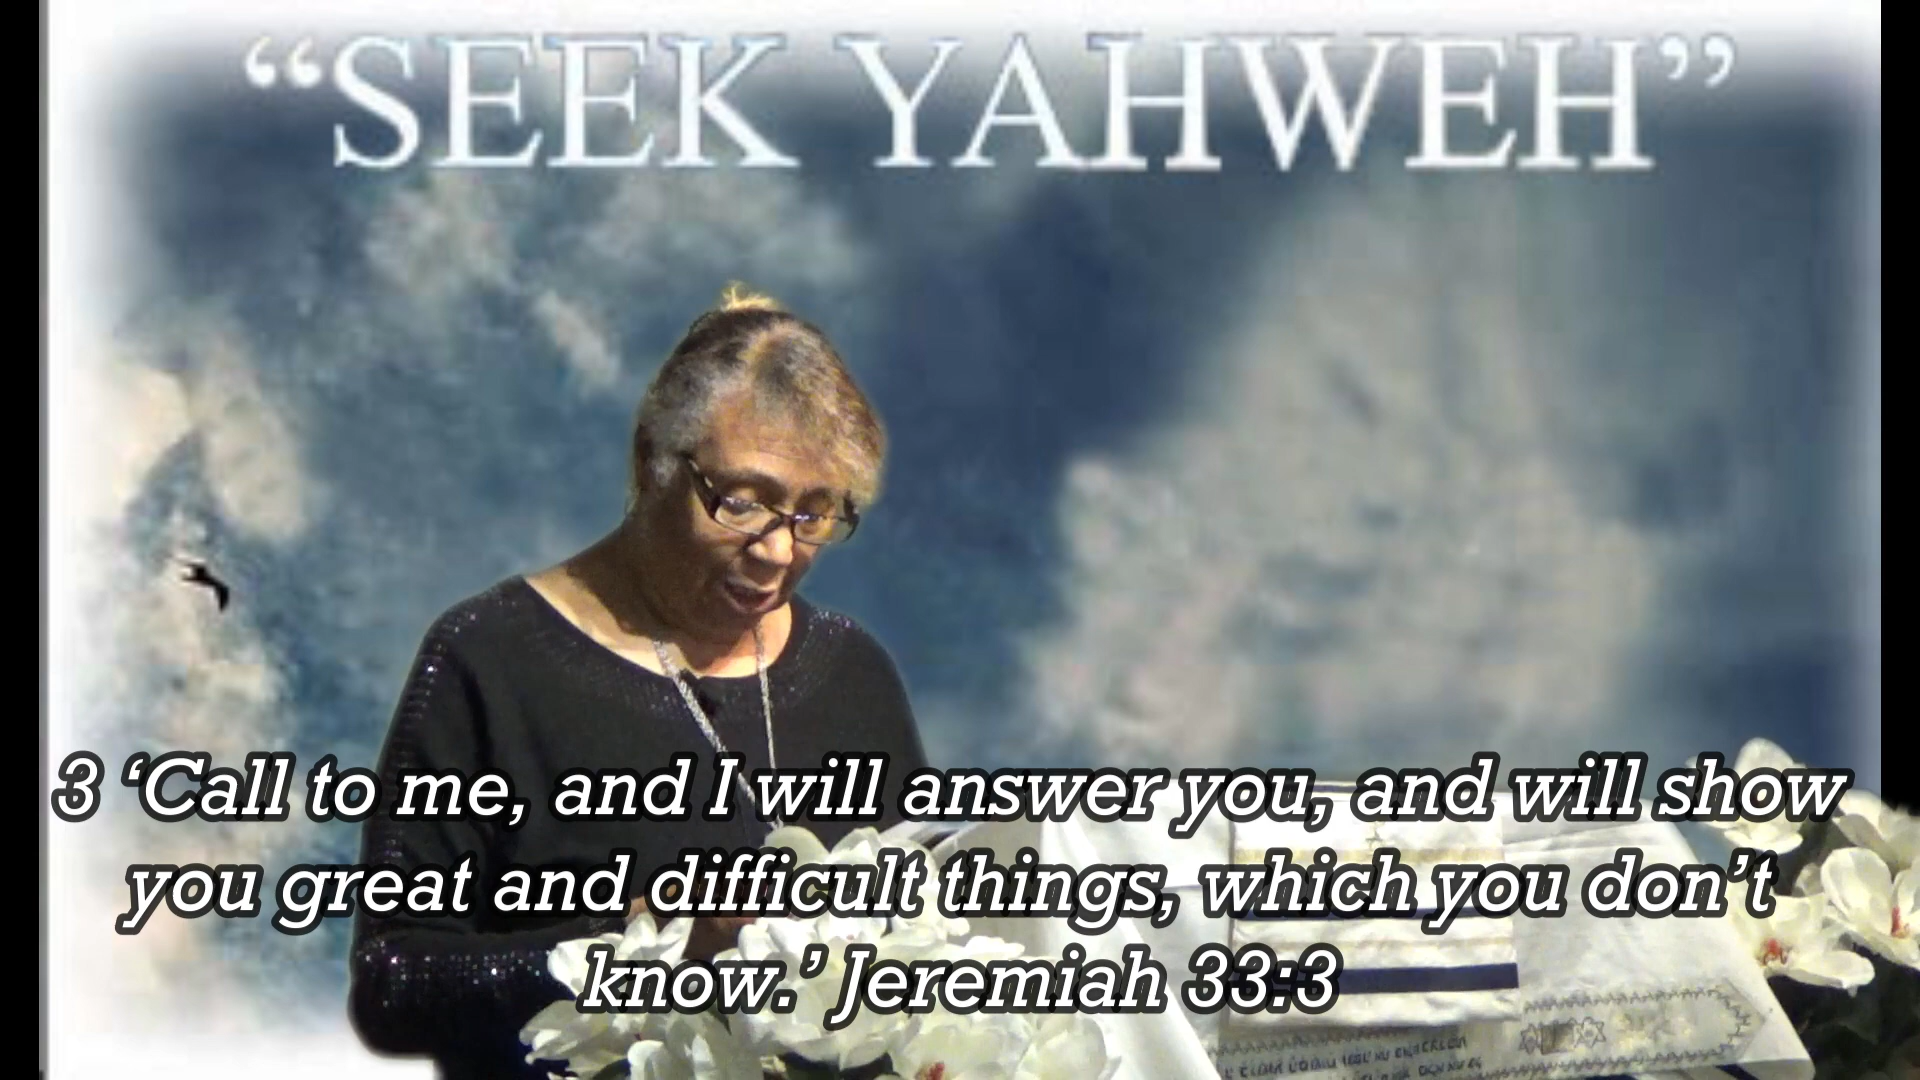 “SEEK YAHWEH”
3 ‘Call to me, and I will answer you, and will show
you great and difficult things, which you don’t
know.’ Jeremiah 33:3